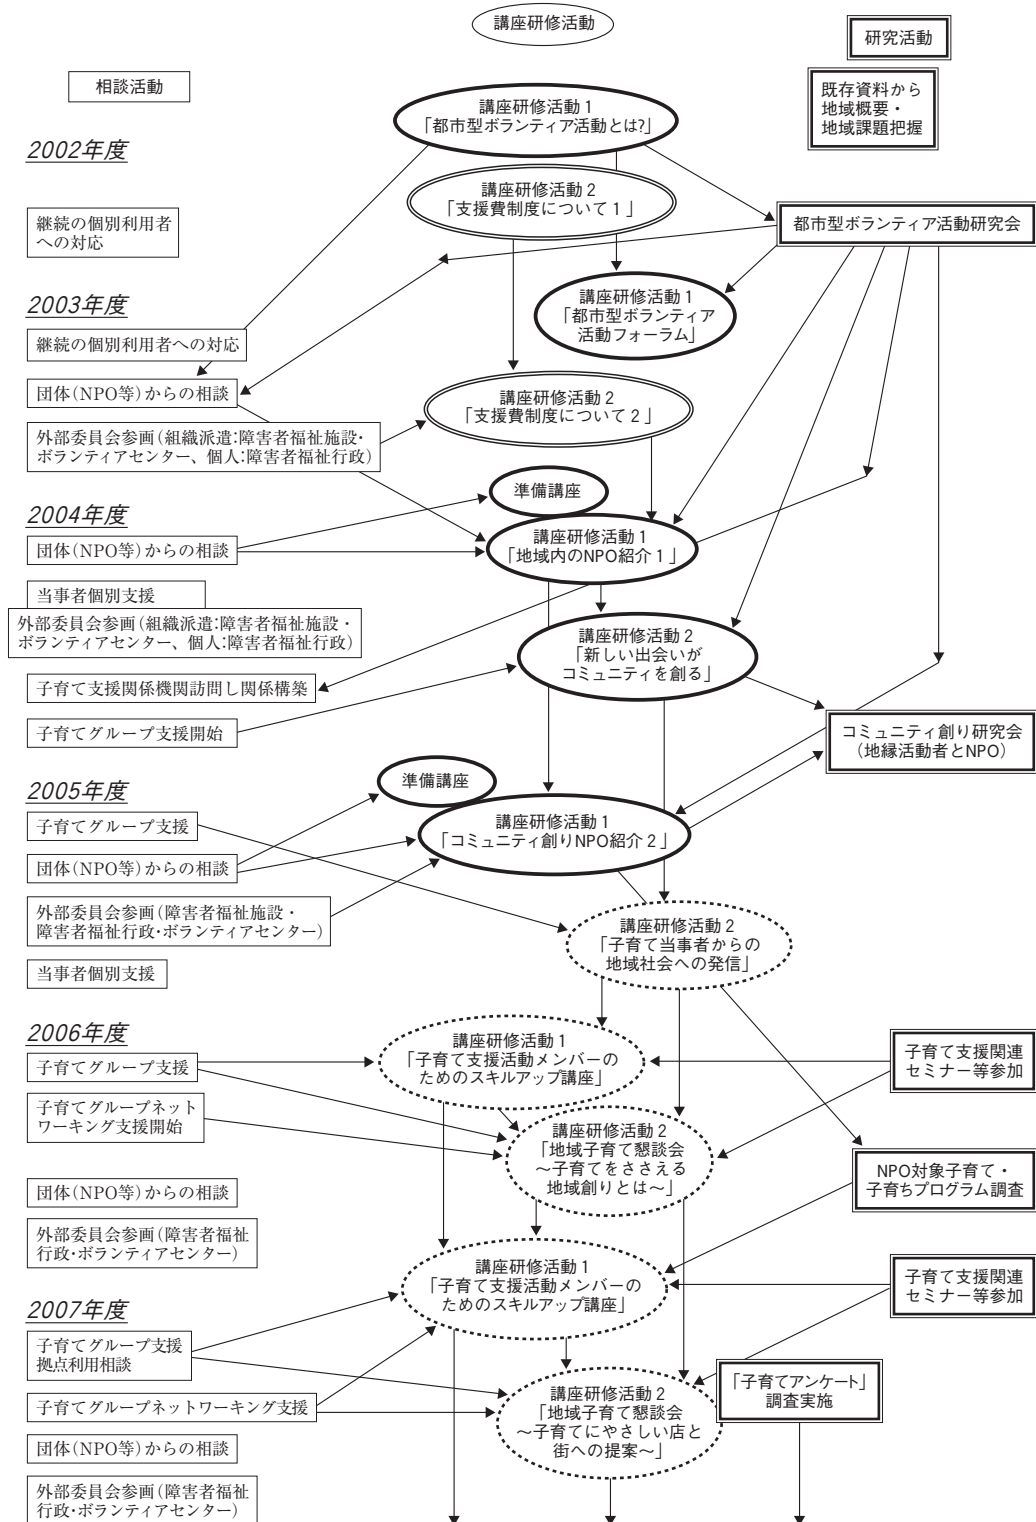 講座研修活動
研究活動
相談活動
既存資料から
地域概要・
地域課題把握
講座研修活動1
「都市型ボランティア活動とは?」
2002年度
講座研修活動2
「支援費制度について1」
継続の個別利用者
への対応
都市型ボランティア活動研究会
2003年度
講座研修活動1
「都市型ボランティア
活動フォーラム」
継続の個別利用者への対応
団体(NPO等)からの相談
講座研修活動2
「支援費制度について2」
外部委員会参画(組織派遣:障害者福祉施設・
ボランティアセンター、個人:障害者福祉行政)
2004年度
準備講座
団体(NPO等)からの相談
講座研修活動1
「地域内のNPO紹介1」
当事者個別支援
外部委員会参画(組織派遣:障害者福祉施設・
ボランティアセンター、個人:障害者福祉行政)
講座研修活動2
「新しい出会いが
コミュニティを創る」
子育て支援関係機関訪問し関係構築
子育てグループ支援開始
コミュニティ創り研究会
(地縁活動者とNPO)
2005年度
準備講座
子育てグループ支援
講座研修活動1
「コミュニティ創りNPO紹介2」
団体(NPO等)からの相談
外部委員会参画(障害者福祉施設・
障害者福祉行政・ボランティアセンター)
講座研修活動2
「子育て当事者からの
地域社会への発信」
当事者個別支援
2006年度
講座研修活動1
「子育て支援活動メンバーの
ためのスキルアップ講座」
子育てグループ支援
子育て支援関連
セミナー等参加
子育てグループネット
ワーキング支援開始
講座研修活動2
「地域子育て懇談会
~子育てをささえる
地域創りとは~」
NPO対象子育て・
子育ちプログラム調査
団体(NPO等)からの相談
外部委員会参画(障害者福祉
行政・ボランティアセンター)
講座研修活動1
「子育て支援活動メンバーの
ためのスキルアップ講座」
子育て支援関連
セミナー等参加
2007年度
子育てグループ支援
拠点利用相談
講座研修活動2
「地域子育て懇談会
~子育てにやさしい店と
街への提案~」
「子育てアンケート」
調査実施
子育てグループネットワーキング支援
団体(NPO等)からの相談
外部委員会参画(障害者福祉
行政・ボランティアセンター)